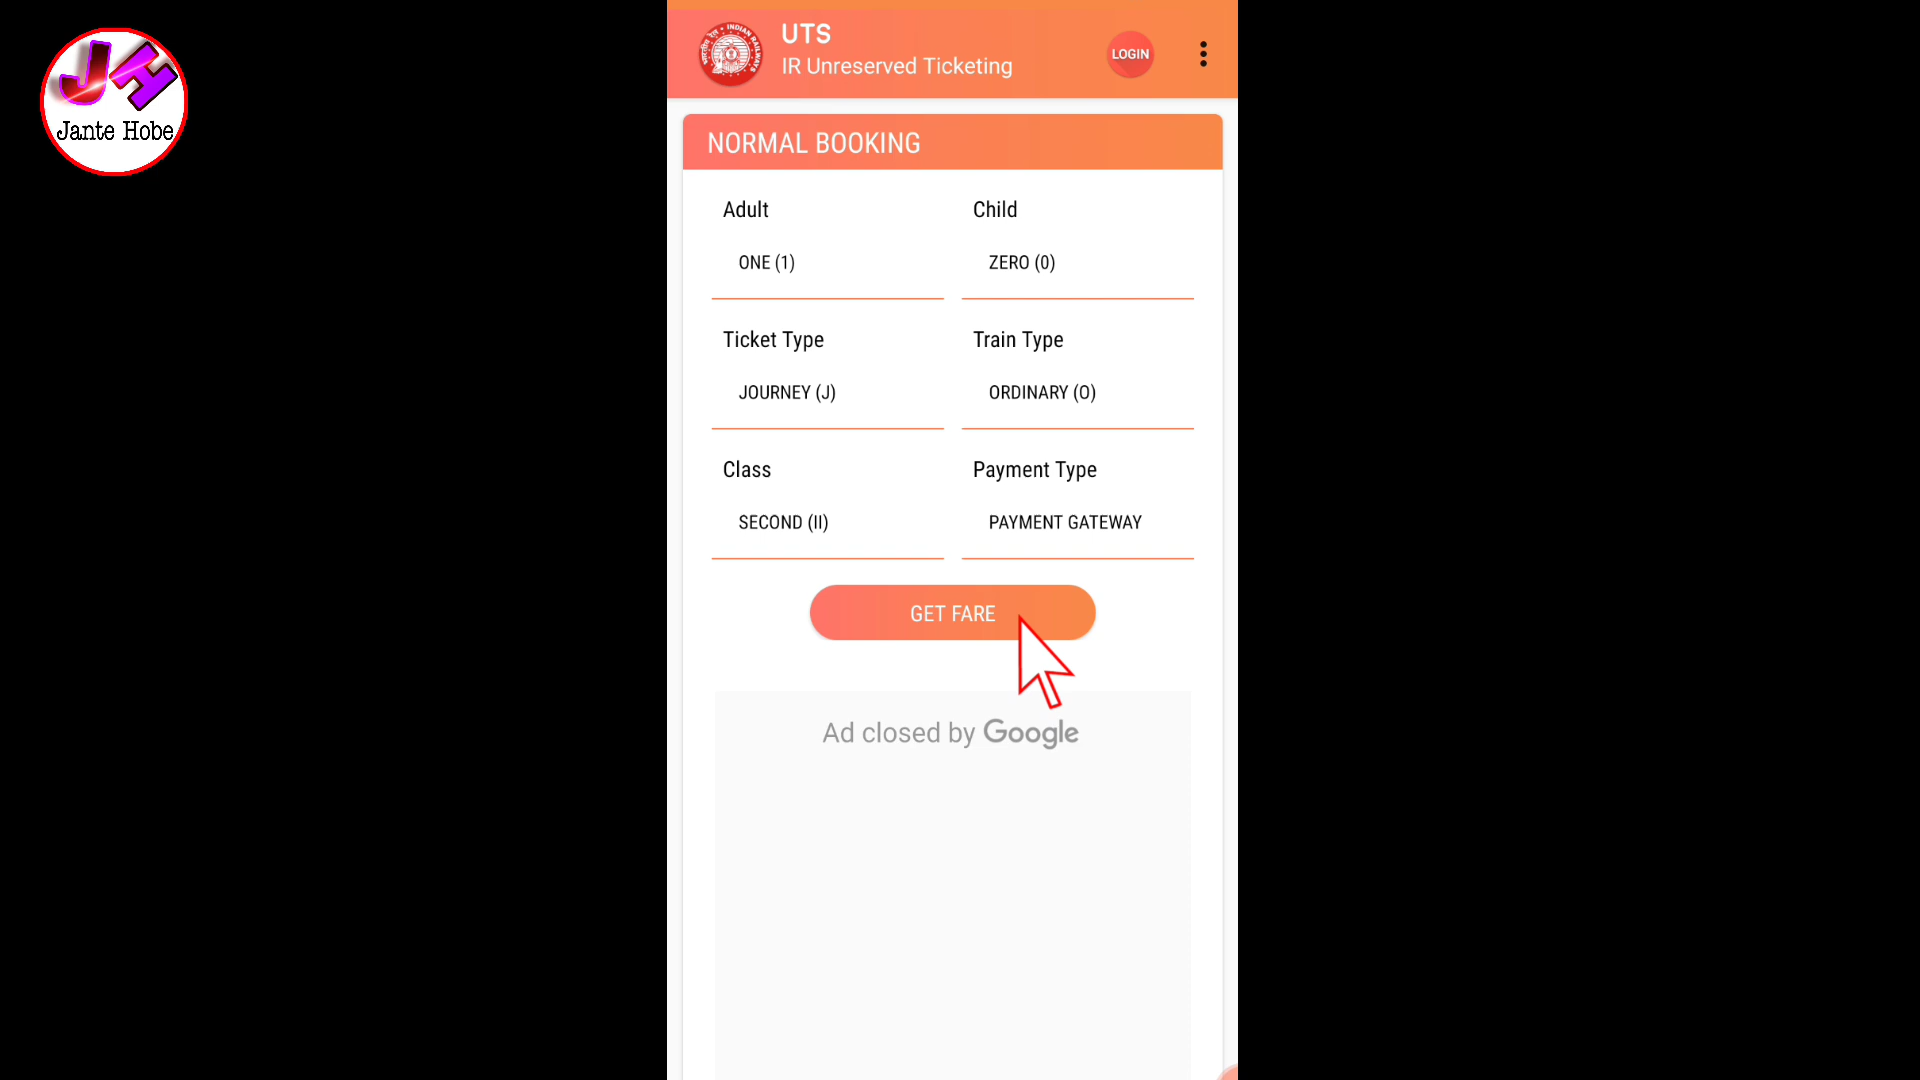 JH
Jante Hobe
UTS
IR Unreserved Ticketing
LOGIN
NORMAL BOOKING
Adult
Child
ONE (1)
ZERO (0)
Ticket Type
Train Type
JOURNEY (J)
ORDINARY (O)
Class
Payment Type
SECOND (II)
PAYMENT GATEWAY
GET FARE
Ad closed by Google